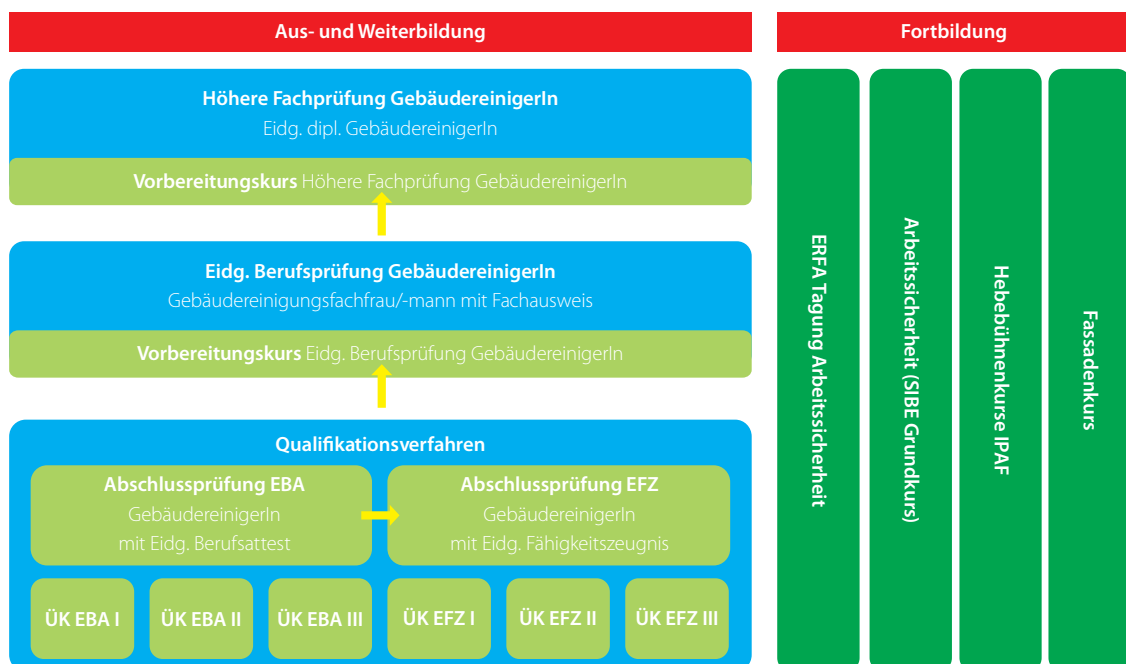 Aus- und Weiterbildung
Höhere Fachprüfung GebäudereinigerIn
Eidg. dipl. GebäudereinigerIn
Vorbereitungskurs Höhere Fachprüfung GebäudereinigerIn
Eidg. Berufsprüfung GebäudereinigerIn
Gebäudereinigungsfachfrau/-mann mit Fachausweis
Vorbereitungskurs Eidg. Berufsprüfung GebäudereinigerIn
Qualifikationsverfahren
Abschlussprüfung EBA
GebäudereinigerIn
mit Eidg. Berufsattest
Abschlussprüfung EFZ
GebäudereinigerIn
mit Eidg. Fähigkeitszeugnis
ÜK EBA I
ÜK EBA II
ÜK EBA III
ÜK EFZ I
ÜK EFZ II
ÜK EFZ III
Fortbildung
ERFA Tagung Arbeitssicherheit
Arbeitssicherheit (SIBE Grundkurs)
Hebebühnenkurse IPAF
Fassadenkurs